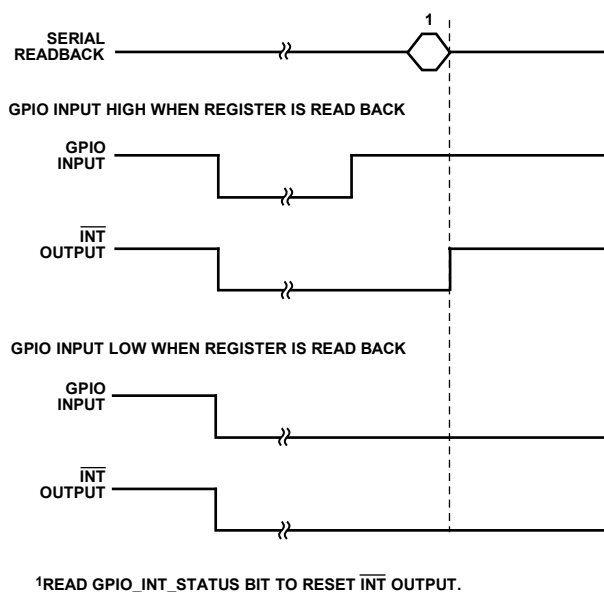 1
SERIAL
READBACK
GPIO INPUT HIGH WHEN REGISTER IS READ BACK
GPIO
INPUT
INT
OUTPUT
GPIO INPUT LOW WHEN REGISTER IS READ BACK
GPIO
INPUT
INT
OUTPUT
1READ GPIO_INT_STATUS BIT TO RESET INT OUTPUT.